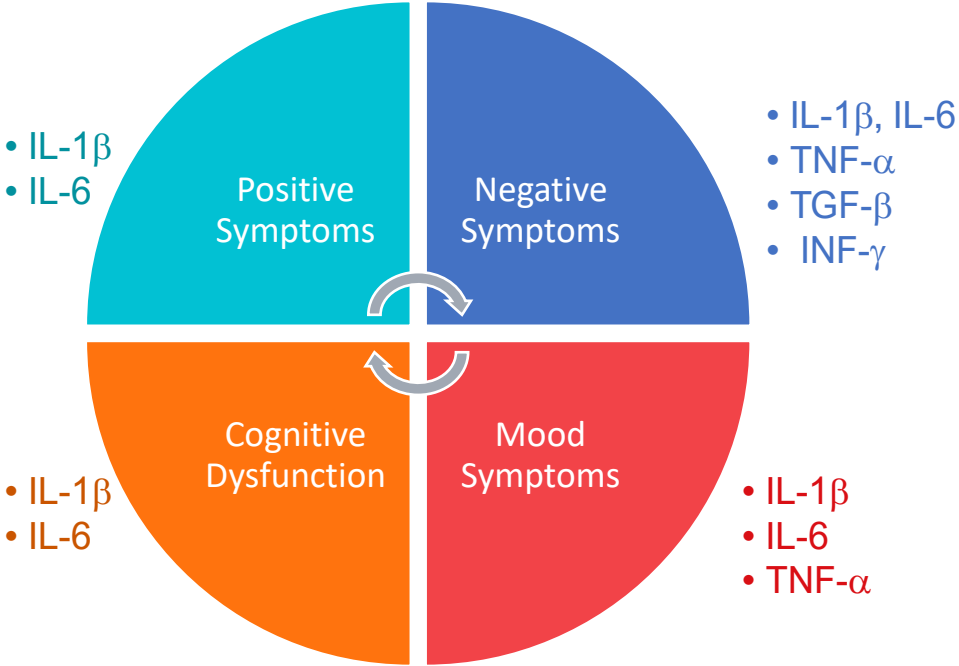 • IL-1β
• IL-6
Positive
Symptoms
Negative
Symptoms
• IL-1β, IL-6
• TNF-α
• TGF-β
• INF-γ
Cognitive
Dysfunction
• IL-1β
• IL-6
Mood
Symptoms
• IL-1β
• IL-6
• TNF-α